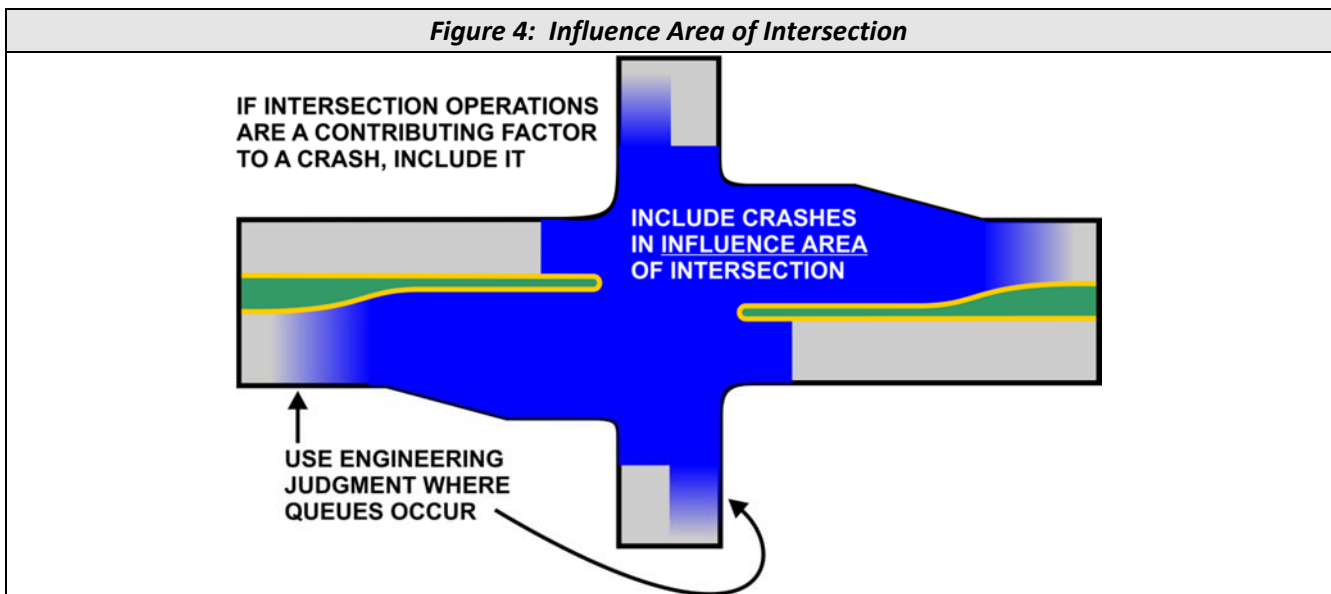 Figure 4: Influence Area of Intersection
IF INTERSECTION OPERATIONS
ARE A CONTRIBUTING FACTOR
TO A CRASH, INCLUDE IT
INCLUDE CRASHES
IN INFLUENCE AREA
OF INTERSECTION
USE ENGINEERING
JUDGMENT WHERE
QUEUES OCCUR